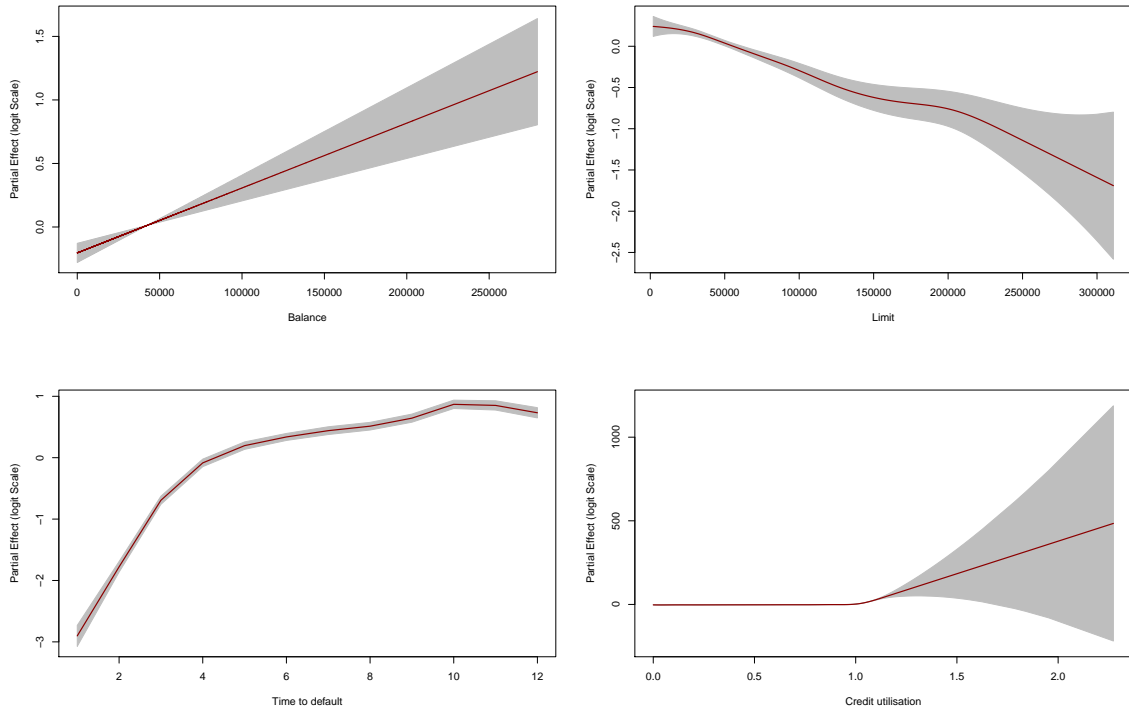 Partial Effect (logit Scale)
0.0 0.5 1.0 1.5
0 50000 100000 150000 200000 250000
Balance
Partial Effect (logit Scale)
−2.5 −2.0 −1.5 −1.0 −0.5 0.0
0 50000 100000 150000 200000 250000 300000
Limit
Partial Effect (logit Scale)
−3 −2 −1 0 1
2 4 6 8 10 12
Time to default
Partial Effect (logit Scale)
0 500 1000
0.0 0.5 1.0 1.5 2.0
Credit utilisation